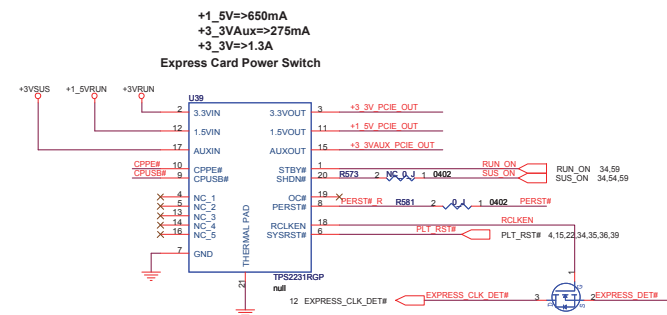 +1_5V=>650mA
+3_3VAux=>275mA
+3_3V=>1.3A
Express Card Power Switch
+3VSUS +1_5VRUN +3VRUN
U39
2 3.3VIN 3.3VOUT 3 +3_3V_PCIE_OUT
12 1.5VIN 1.5VOUT 11 +1_5V_PCIE_OUT
17 AUXIN AUXOUT 15 +3_3VAUX_PCIE_OUT
CPPE# 10 CPPE# STBY# 1 RUN_ON RUN_ON 34,59
CPUSB# 9 CPUSB# SHDN# 20 R573 2 NC_0_J 1 0402 SUS_ON SUS_ON 34,54,59
4 NC_1 OC# 19
5 NC_2 PERST# 8 PERST#_R R581 2 0_J 1 0402 PERST#
13 NC_3
14 NC_4 RCLKEN 18 RCLKEN
16 NC_5 SYSRST# 6 PLT_RST# PLT_RST# 4,15,22,34,35,36,39
7 GND
THERMAL PAD
21
TPS2231RGP
null
1
G
D
S
12 EXPRESS_CLK_DET# EXPRESS_CLK_DET# 3 2 EXPRESS_DET#